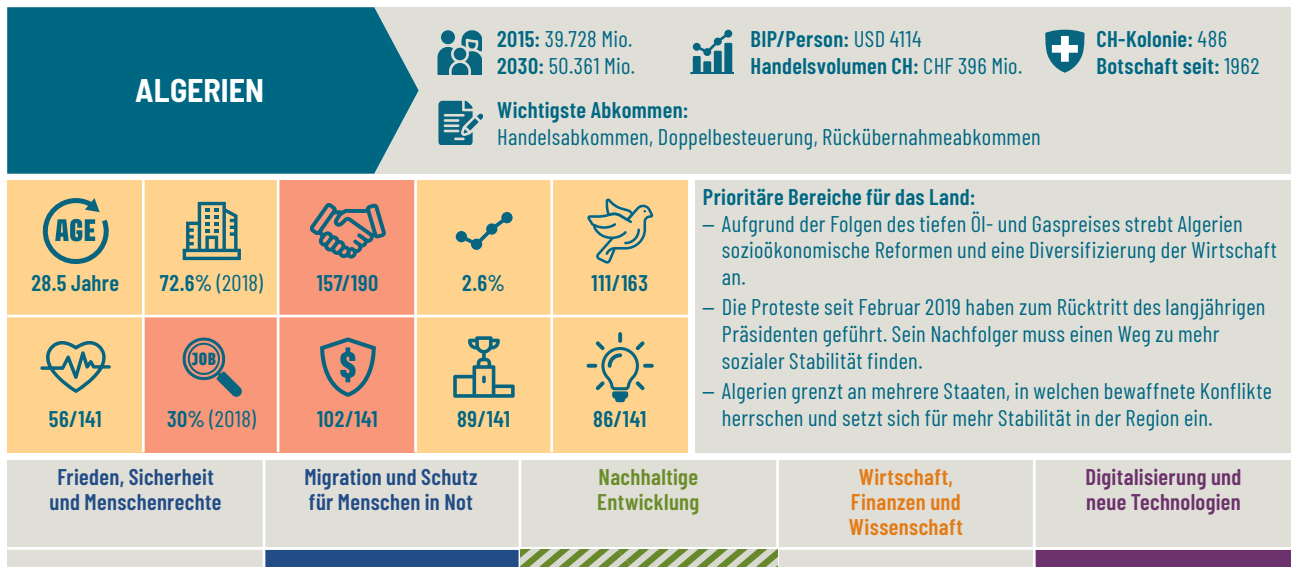 ALGERIEN
2015: 39.728 Mio.
2030: 50.361 Mio.
BIP/Person: USD 4114
Handelsvolumen CH: CHF 396 Mio.
CH-Kolonie: 486
Botschaft seit: 1962
Wichtigste Abkommen:
Handelsabkommen, Doppelbesteuerung, Rückübernahmeabkommen
AGE
28.5 Jahre
72.6% (2018)
157/190
2.6%
111/163
56/141
JOB
30% (2018)
$
102/141
89/141
86/141
Prioritäre Bereiche für das Land:
– Aufgrund der Folgen des tiefen Öl- und Gaspreises strebt Algerien
sozioökonomische Reformen und eine Diversifizierung der Wirtschaft
an.
– Die Proteste seit Februar 2019 haben zum Rücktritt des langjährigen
Präsidenten geführt. Sein Nachfolger muss einen Weg zu mehr
sozialer Stabilität finden.
– Algerien grenzt an mehrere Staaten, in welchen bewaffnete Konflikte
herrschen und setzt sich für mehr Stabilität in der Region ein.
Frieden, Sicherheit
und Menschenrechte
Migration und Schutz
für Menschen in Not
Nachhaltige
Entwicklung
Wirtschaft,
Finanzen und
Wissenschaft
Digitalisierung und
neue Technologien